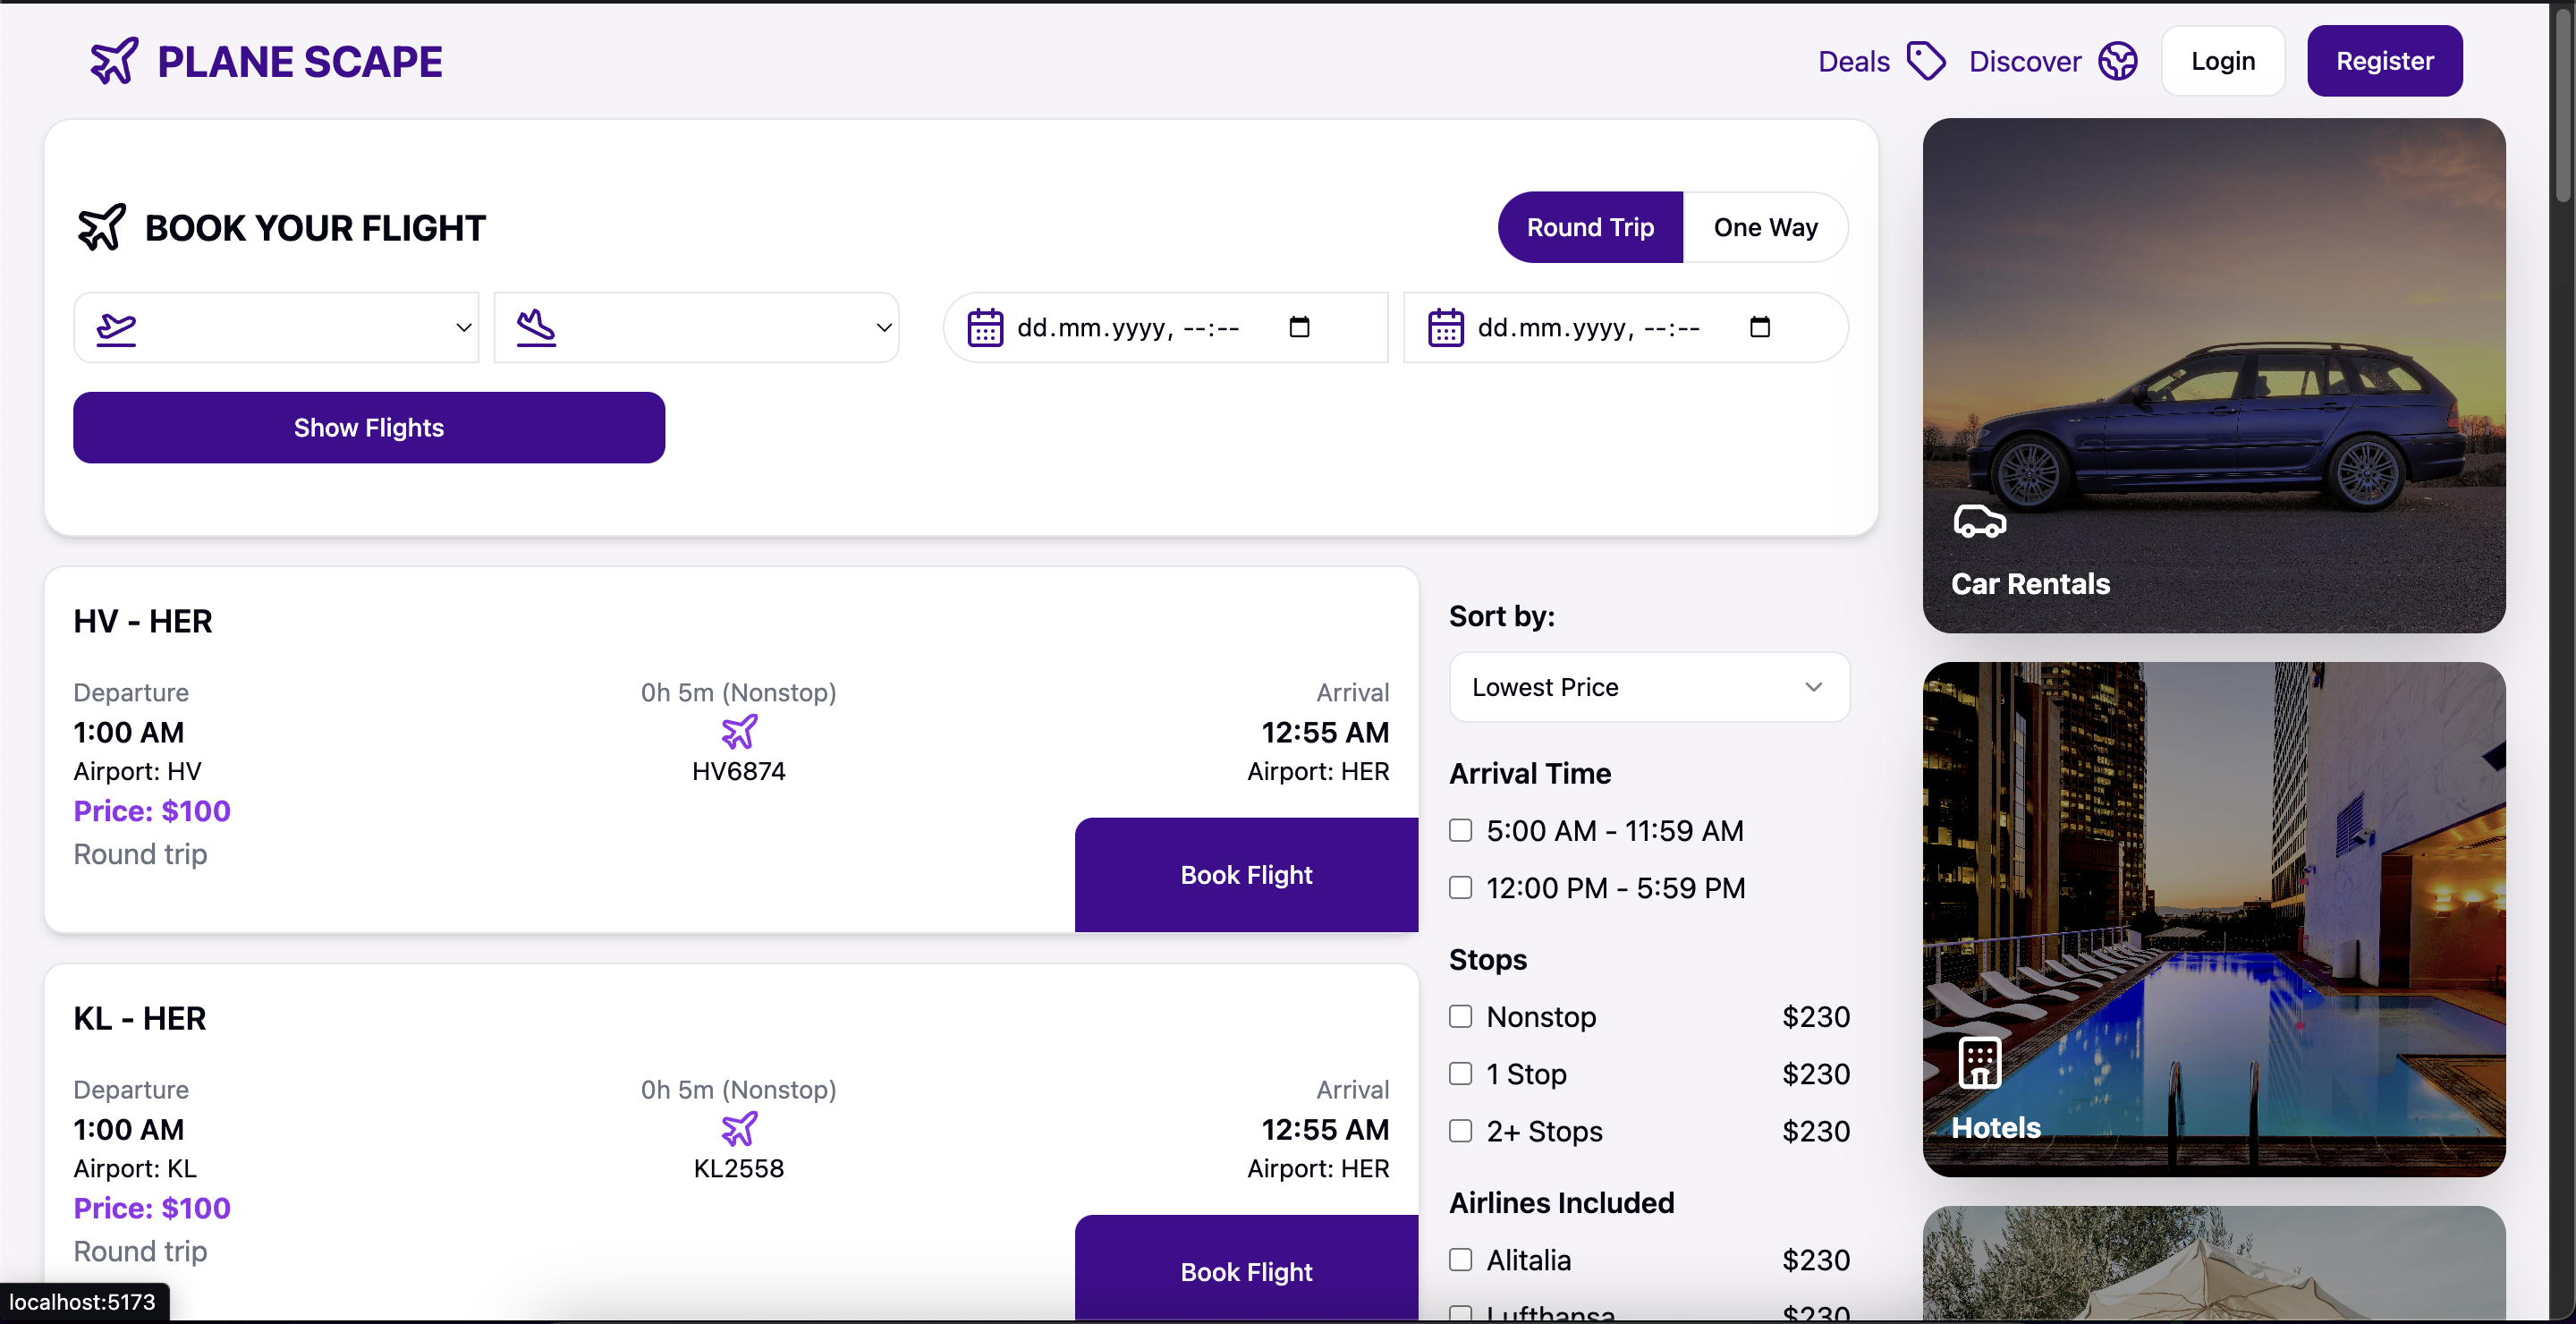 PLANE SCAPE
Deals
Discover
Login
Register
BOOK YOUR FLIGHT
Round Trip
One Way
dd.mm.yyyy, --:--
dd.mm.yyyy, --:--
Show Flights
HV - HER
Departure
0h 5m (Nonstop)
Arrival
1:00 AM
12:55 AM
Airport: HV
HV6874
Airport: HER
Price: $100
Round trip
Book Flight
KL - HER
Departure
0h 5m (Nonstop)
Arrival
1:00 AM
12:55 AM
Airport: KL
KL2558
Airport: HER
Price: $100
Round trip
Book Flight
Sort by:
Lowest Price
Arrival Time
5:00 AM - 11:59 AM
12:00 PM - 5:59 PM
Stops
Nonstop $230
1 Stop $230
2+ Stops $230
Airlines Included
Alitalia $230
Lufthansa $230
Car Rentals
Hotels
localhost:5173